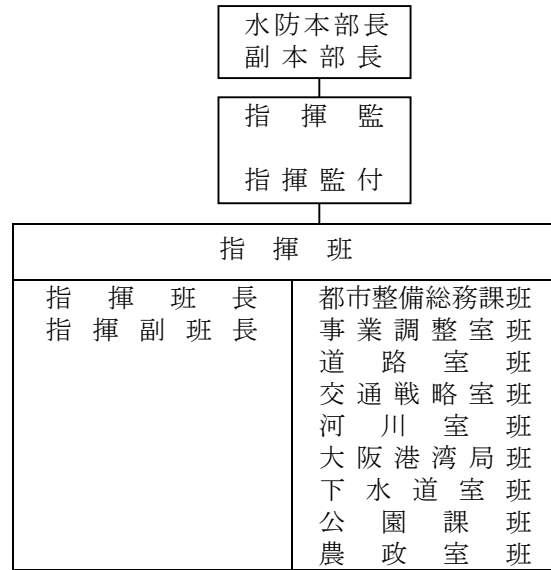 水防本部長
副本部長
指揮監
指揮監付
指揮班
指揮班長
指揮副班長
都市整備総務課班
事業調整室班
道路室班
交通戦略室班
河川室班
大阪港湾局班
下水道室班
公園課班
農政室班